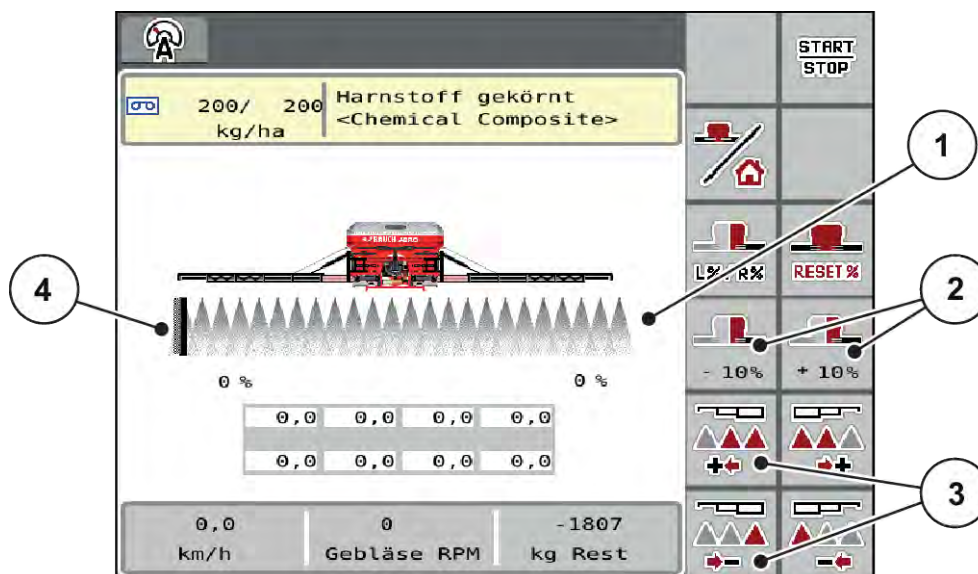 A
START
STOP
200/ 200
kg/ha
Harnstoff gekörnt
<Chemical Composite>
1
RAUCH
L% R%
RESET %
4
2
- 10%
+ 10%
0 %
0 %
0,0 0,0 0,0 0,0
0,0 0,0 0,0 0,0
3
0,0
km/h
0
Gebläse RPM
-1807
kg Rest